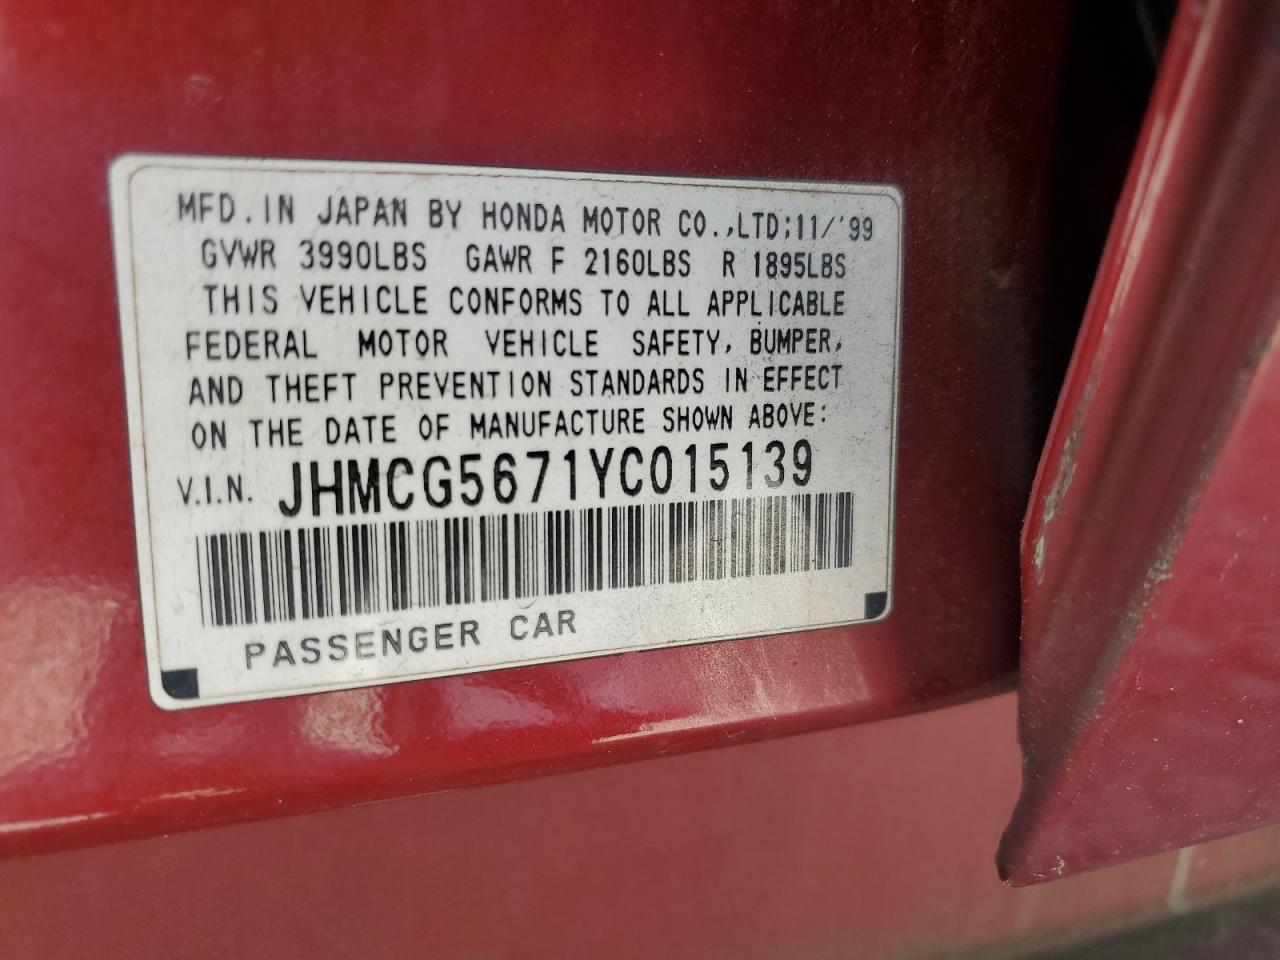 MFD. IN JAPAN BY HONDA MOTOR CO.,LTD:11/'99
GVWR 3990LBS GAWR F 2160LBS R 1895LBS
THIS VEHICLE CONFORMS TO ALL APPLICABLE
FEDERAL MOTOR VEHICLE SAFETY, BUMPER,
AND THEFT PREVENTION STANDARDS IN EFFECT
ON THE DATE OF MANUFACTURE SHOWN ABOVE:
V.I.N. JHMCG5671YC015139
PASSENGER CAR